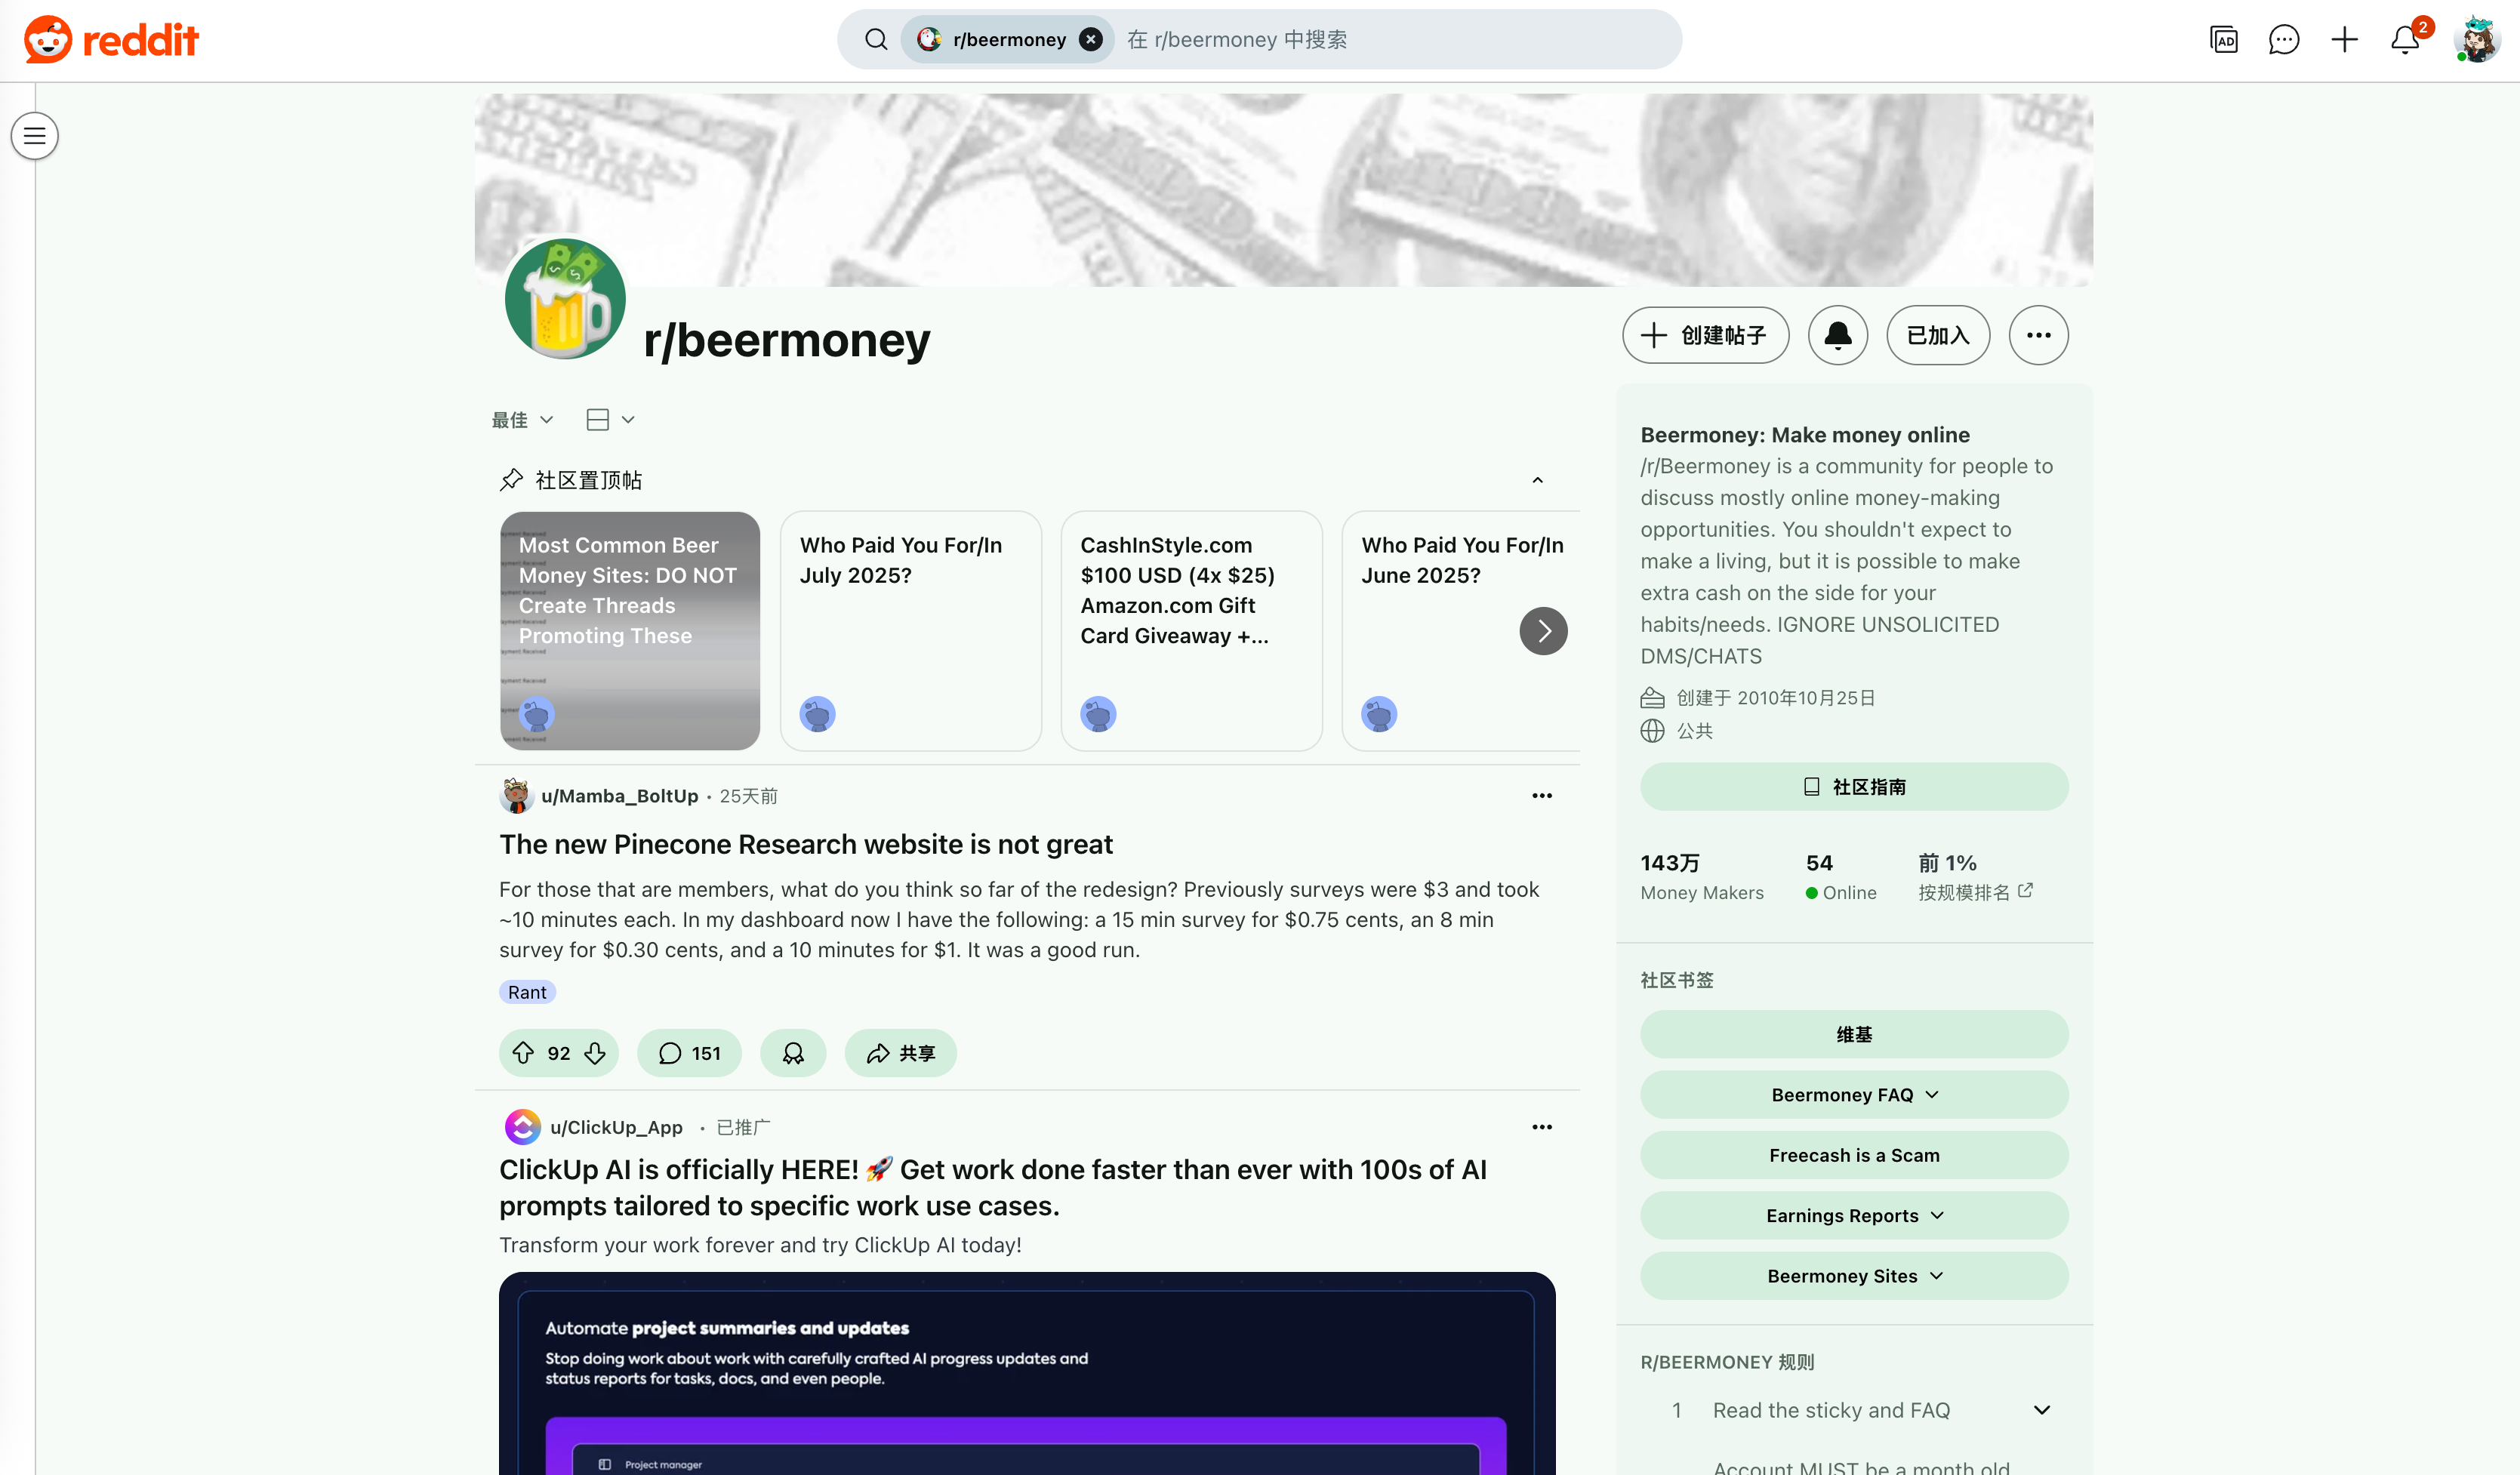 reddit
r/beermoney
在 r/beermoney 中搜索
AD
2
r/beermoney
创建帖子
已加入
最佳
社区置顶帖
Most Common Beer
Money Sites: DO NOT
Create Threads
Promoting These
Who Paid You For/In
July 2025?
CashInStyle.com
$100 USD (4x $25)
Amazon.com Gift
Card Giveaway +...
Who Paid You For/In
June 2025?
u/Mamba_BoltUp • 25天前
The new Pinecone Research website is not great
For those that are members, what do you think so far of the redesign? Previously surveys were $3 and took
~10 minutes each. In my dashboard now I have the following: a 15 min survey for $0.75 cents, an 8 min
survey for $0.30 cents, and a 10 minutes for $1. It was a good run.
Rant
92
151
共享
u/ClickUp_App • 已推广
ClickUp AI is officially HERE! 🚀 Get work done faster than ever with 100s of AI
prompts tailored to specific work use cases.
Transform your work forever and try ClickUp AI today!
Automate project summaries and updates
Stop doing work about work with carefully crafted AI progress updates and
status reports for tasks, docs, and even people.
Project manager
Beermoney: Make money online
/r/Beermoney is a community for people to
discuss mostly online money-making
opportunities. You shouldn't expect to
make a living, but it is possible to make
extra cash on the side for your
habits/needs. IGNORE UNSOLICITED
DMS/CHATS
创建于 2010年10月25日
公共
社区指南
143万
Money Makers
54
Online
前 1%
按规模排名
社区书签
维基
Beermoney FAQ
Freecash is a Scam
Earnings Reports
Beermoney Sites
R/BEERMONEY 规则
1 Read the sticky and FAQ
Account MUST be a month old